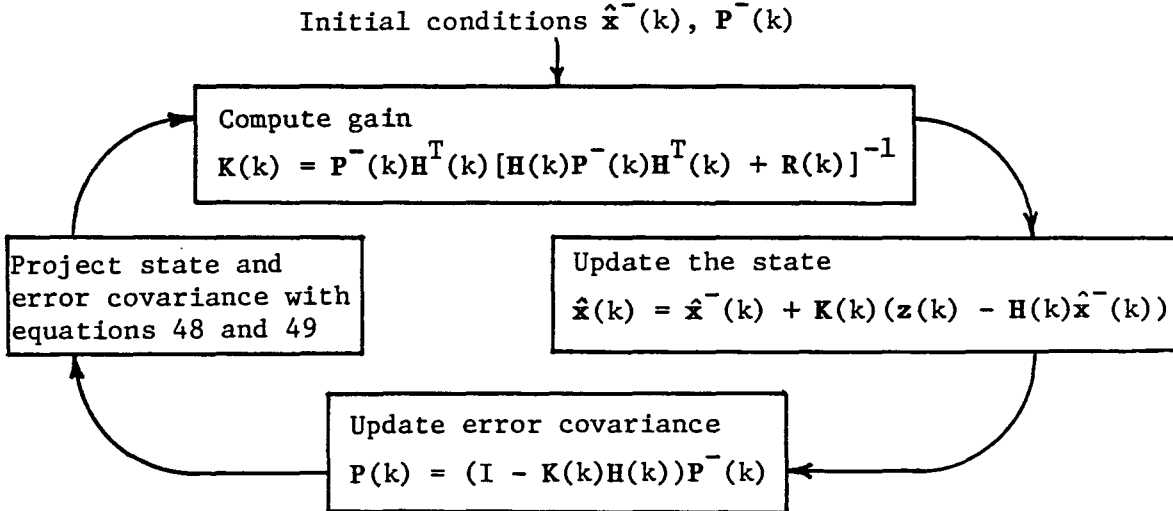 Initial conditions x̂⁻(k), P⁻(k)
Compute gain
K(k) = P⁻(k)Hᵀ(k)[H(k)P⁻(k)Hᵀ(k) + R(k)]⁻¹
Project state and
error covariance with
equations 48 and 49
Update the state
x̂(k) = x̂⁻(k) + K(k)(z(k) - H(k)x̂⁻(k))
Update error covariance
P(k) = (I - K(k)H(k))P⁻(k)